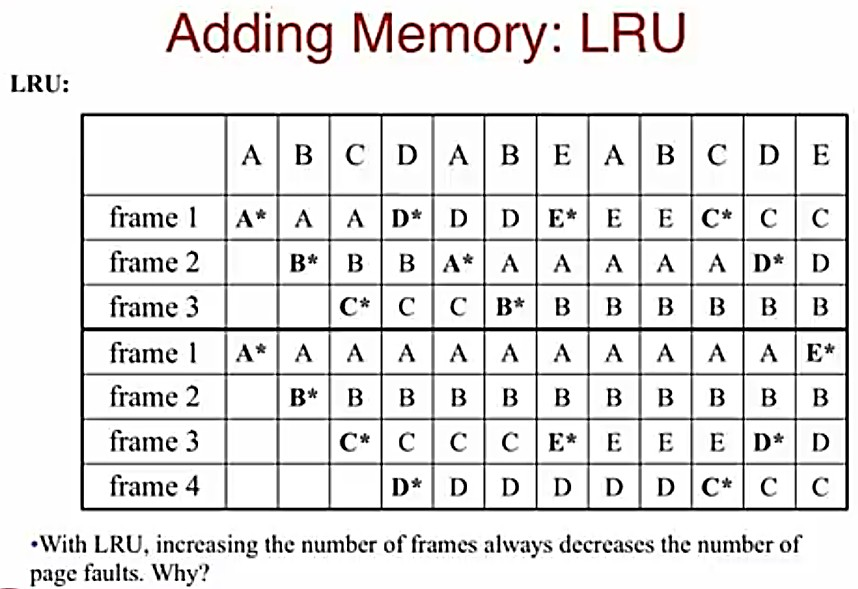 Adding Memory: LRU
LRU:
A B C D A B E A B C D E
frame 1 A* A A D* D D E* E E C* C C
frame 2 B* B B A* A A A A A D* D
frame 3 C* C C B* B B B B B B
frame 1 A* A A A A A A A A A A E*
frame 2 B* B B B B B B B B B B
frame 3 C* C C C E* E E E D* D
frame 4 D* D D D D D C* C C
•With LRU, increasing the number of frames always decreases the number of
page faults. Why?